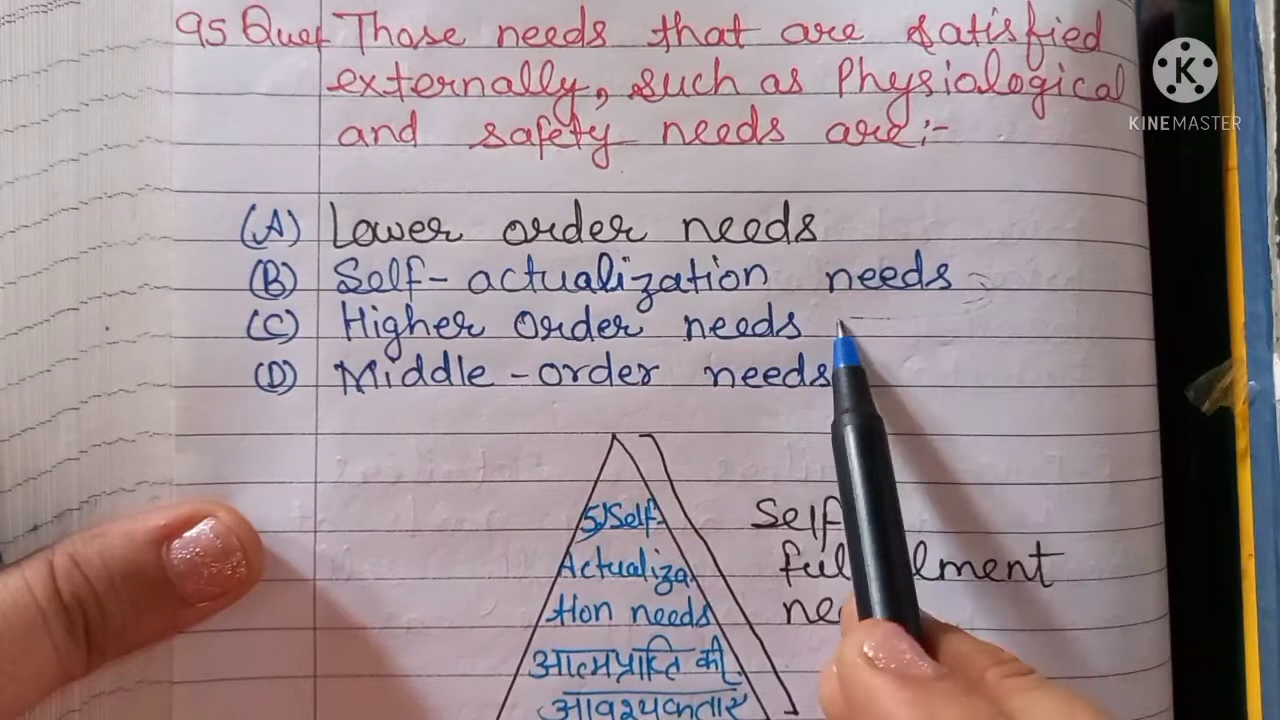 95 Ques Those needs that are satisfied
externally, such as Physiological
and safety needs are:-
KINEMASTER
(A) Lower order needs
(B) Self-actualization needs
(C) Higher order needs
(D) Middle-order needs
5) Self-
Actualiza
tion needs
आत्मप्राप्ति की
आवश्यकताएं
Self
needs